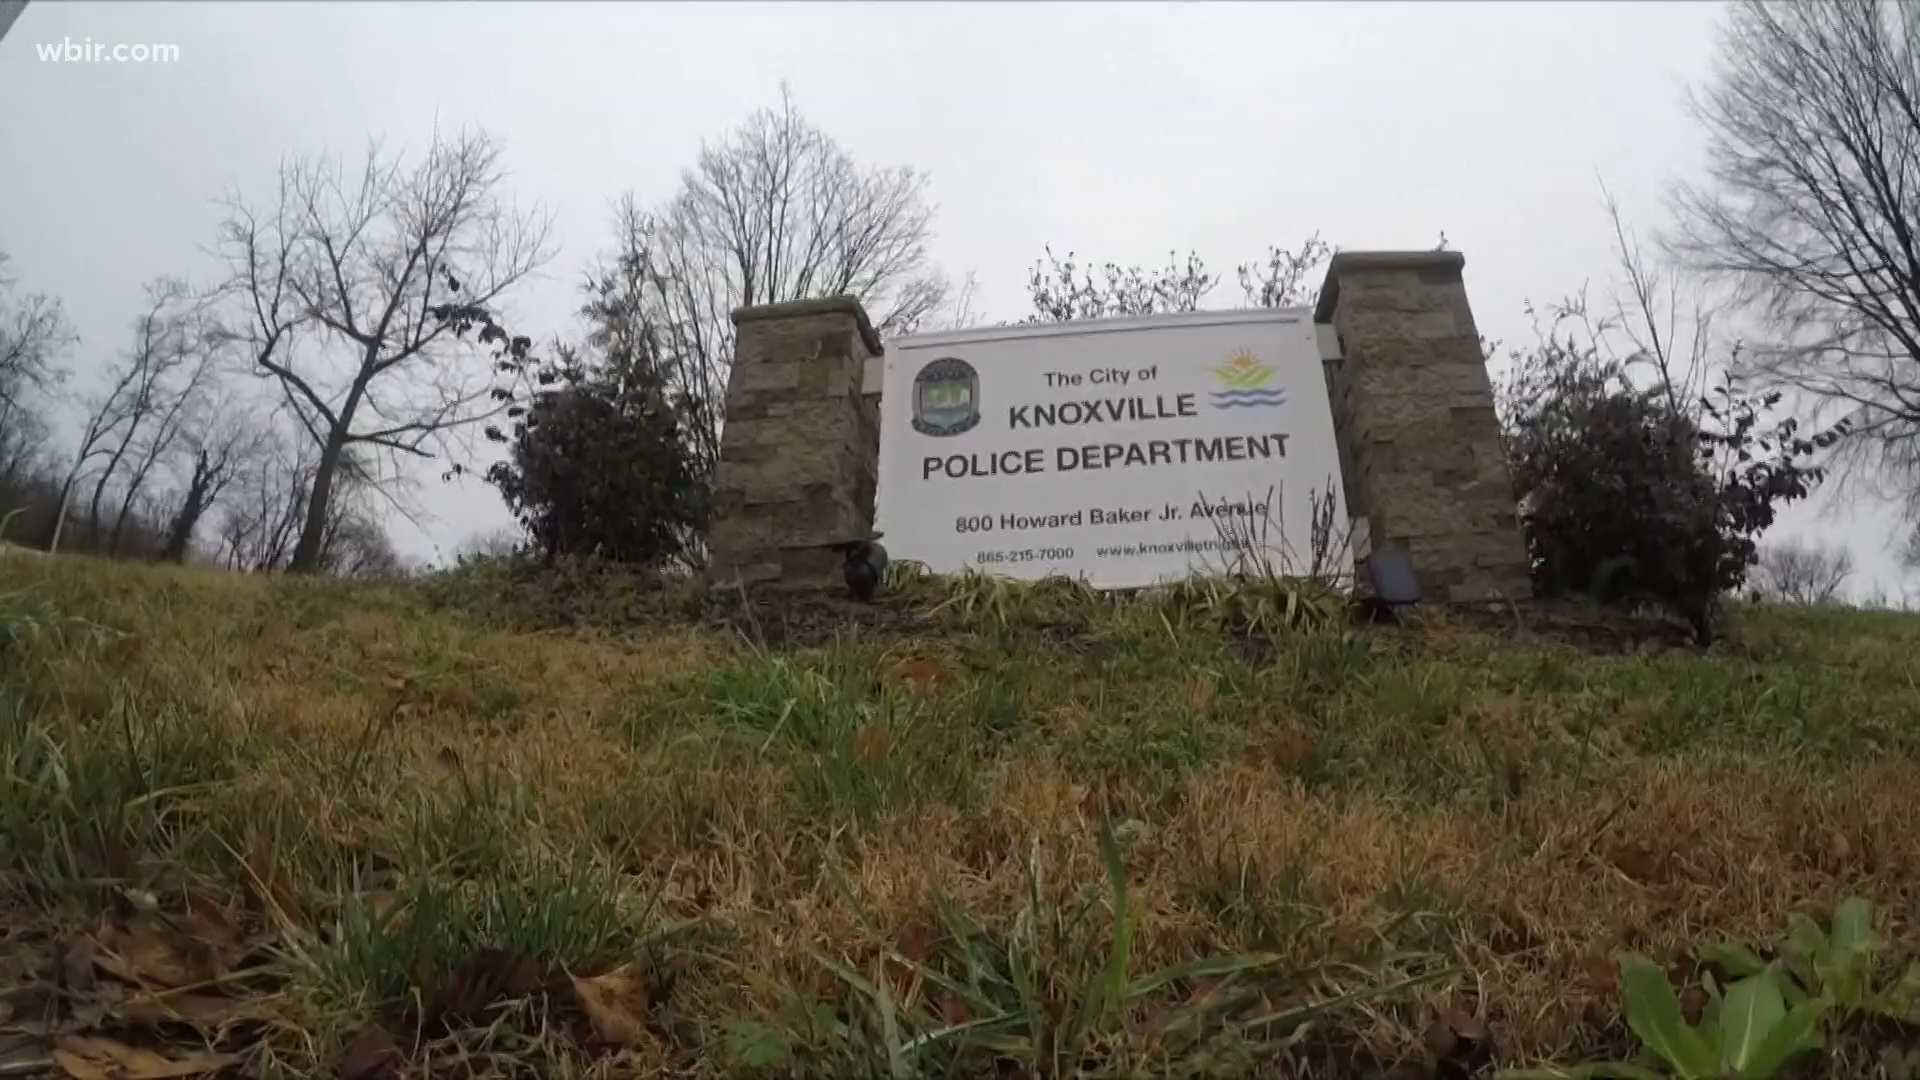 wbir.com
The City of
KNOXVILLE
POLICE DEPARTMENT
800 Howard Baker Jr. Avenue
865-215-7000